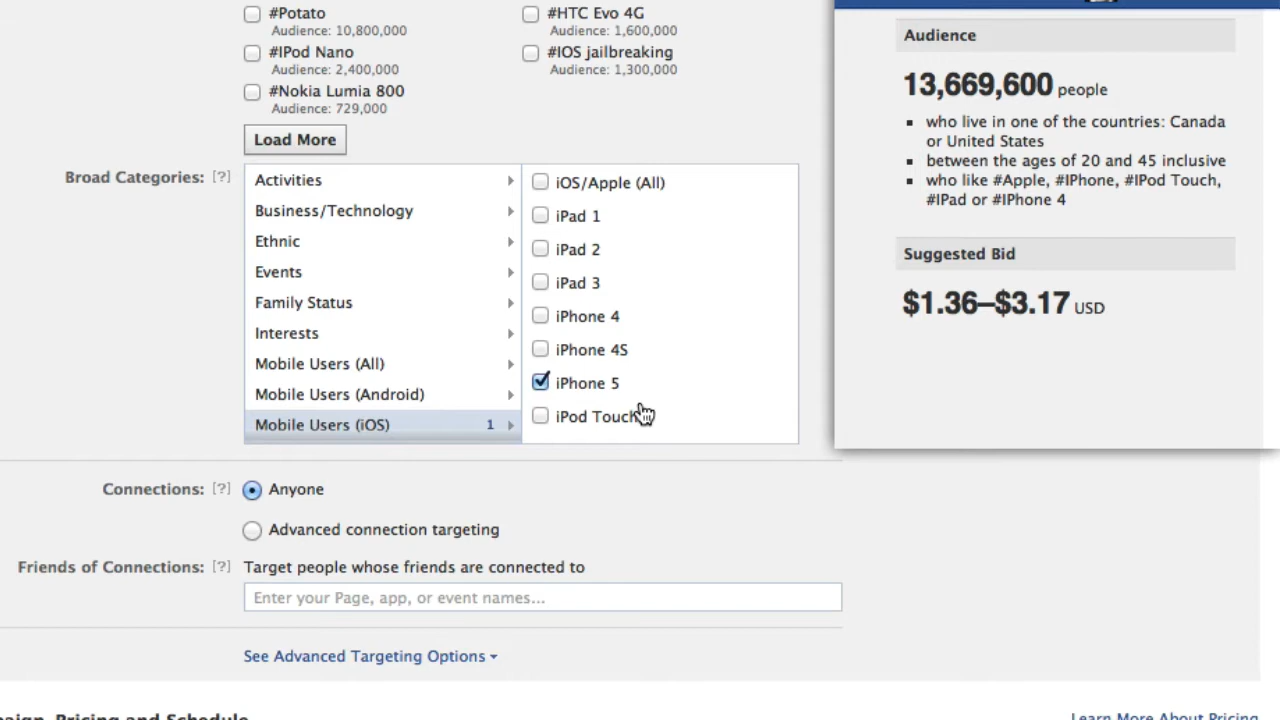 #Potato
Audience: 10,800,000
#HTC Evo 4G
Audience: 1,600,000
#IPod Nano
Audience: 2,400,000
#IOS jailbreaking
Audience: 1,300,000
#Nokia Lumia 800
Audience: 729,000
Load More
Broad Categories: [?]
Activities
Business/Technology
Ethnic
Events
Family Status
Interests
Mobile Users (All)
Mobile Users (Android)
Mobile Users (iOS) 1
iOS/Apple (All)
iPad 1
iPad 2
iPad 3
iPhone 4
iPhone 4S
iPhone 5
iPod Touch
Connections: [?]
Anyone
Advanced connection targeting
Friends of Connections: [?]
Target people whose friends are connected to
Enter your Page, app, or event names...
See Advanced Targeting Options
Audience
13,669,600 people
who live in one of the countries: Canada
or United States
between the ages of 20 and 45 inclusive
who like #Apple, #IPhone, #IPod Touch,
#IPad or #IPhone 4
Suggested Bid
$1.36–$3.17 USD
Pricing and Schedule
Learn More About Pricing